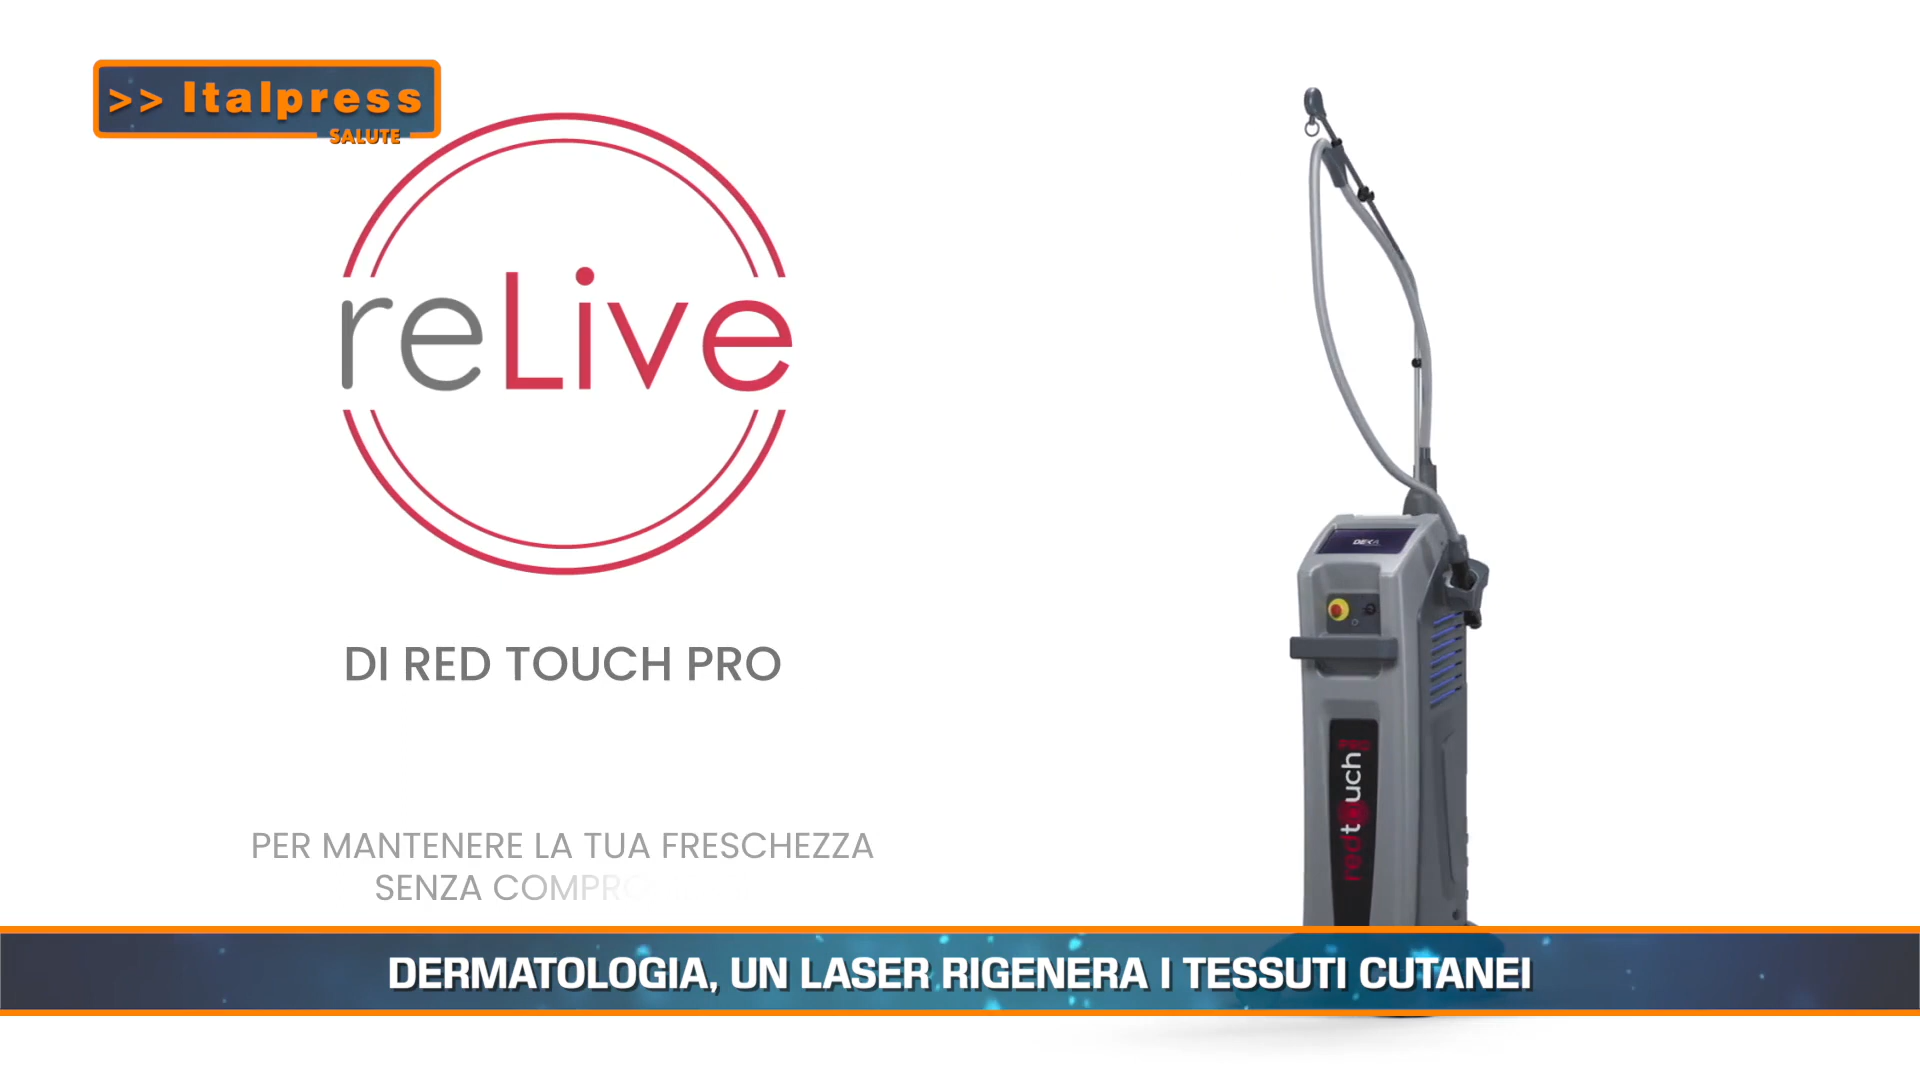 >> Italpress
SALUTE
reLive
DI RED TOUCH PRO
PER MANTENERE LA TUA FRESCHEZZA
SENZA
DEKA
redtouch
DERMATOLOGIA, UN LASER RIGENERA I TESSUTI CUTANEI